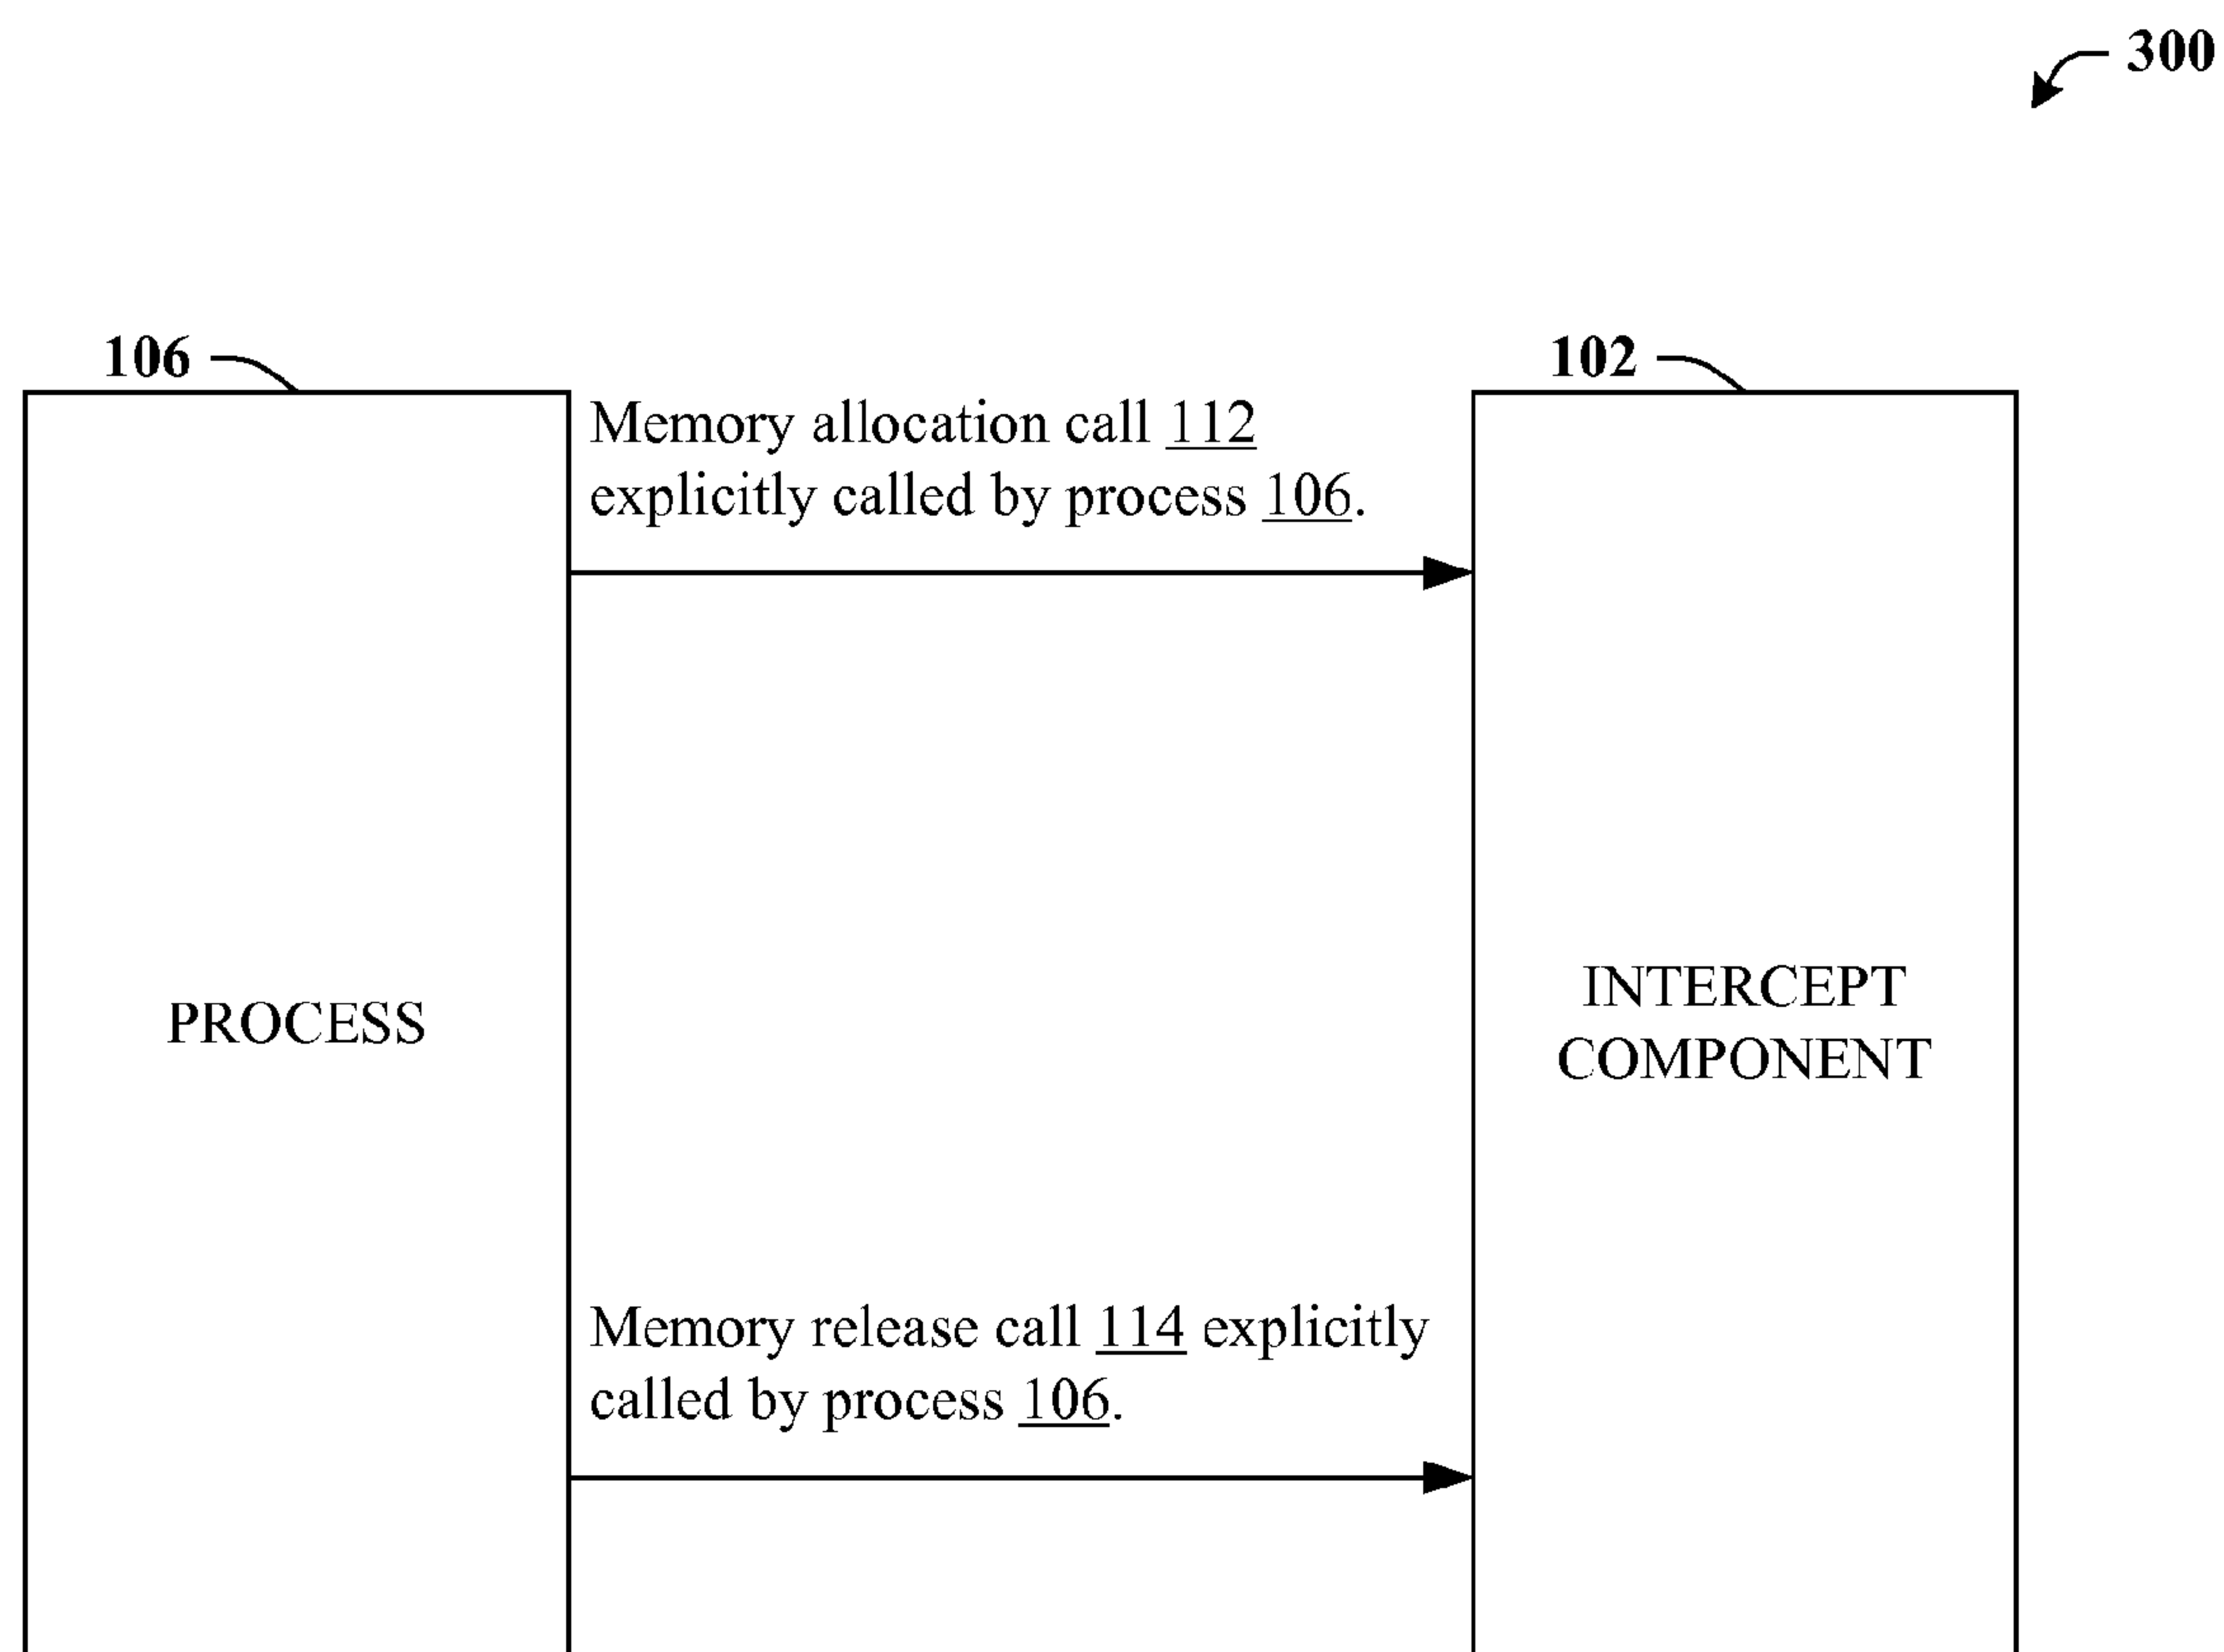 300
106
102
Memory allocation call 112
explicitly called by process 106.
PROCESS
INTERCEPT
COMPONENT
Memory release call 114 explicitly
called by process 106.